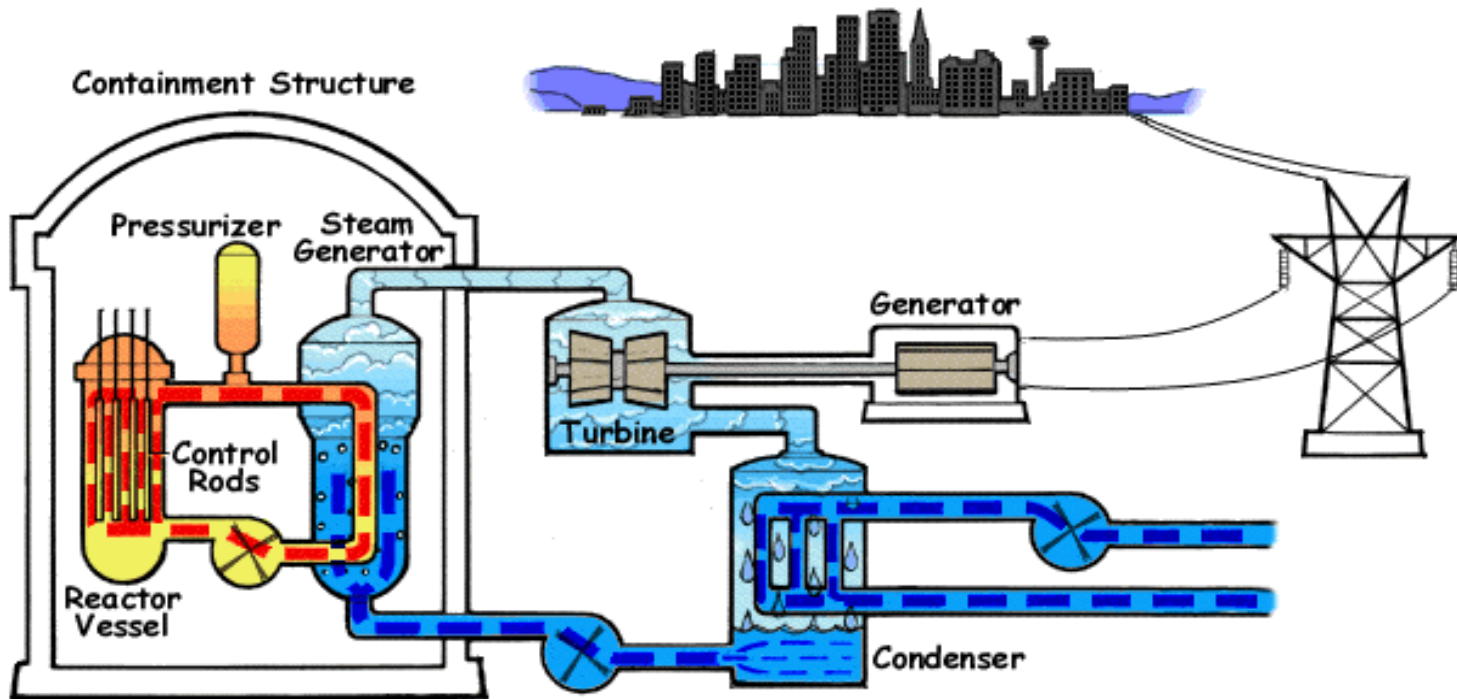 Containment Structure
Pressurizer
Steam
Generator
Control
Rods
Reactor
Vessel
Turbine
Generator
Condenser